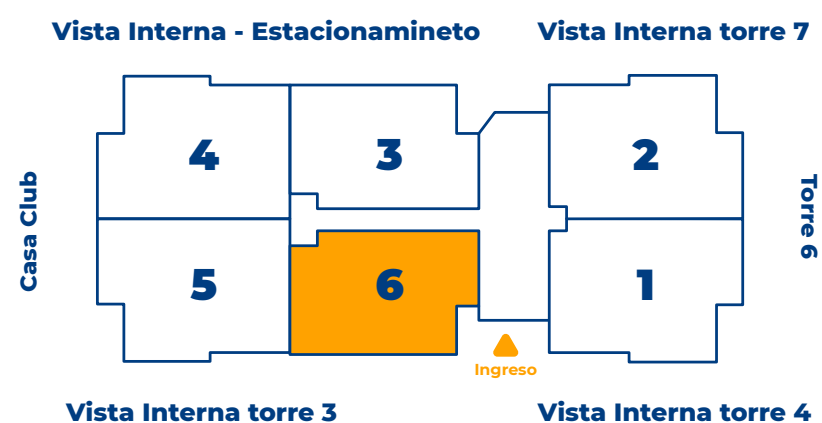 Vista Interna - Estacionamineto
Vista Interna torre 7
4
3
2
Casa Club
Torre 6
5
6
1
Ingreso
Vista Interna torre 3
Vista Interna torre 4